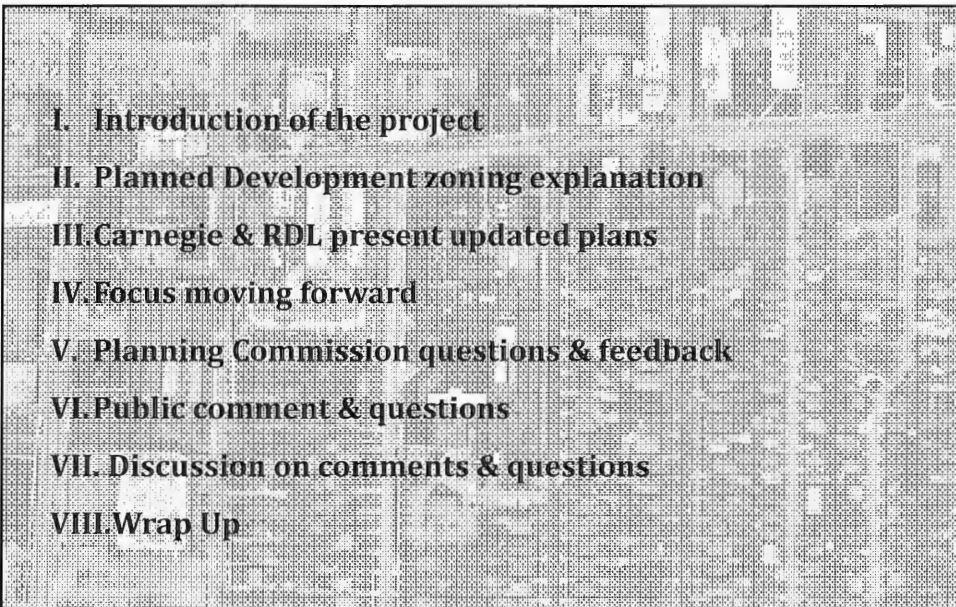 I. Introduction of the project
II. Planned Development zoning explanation
III.Carnegie & RDL present updated plans
IV. Focus moving forward
V. Planning Commission questions & feedback
VI. Public comment & questions
VII. Discussion on comments & questions
VIII.Wrap Up